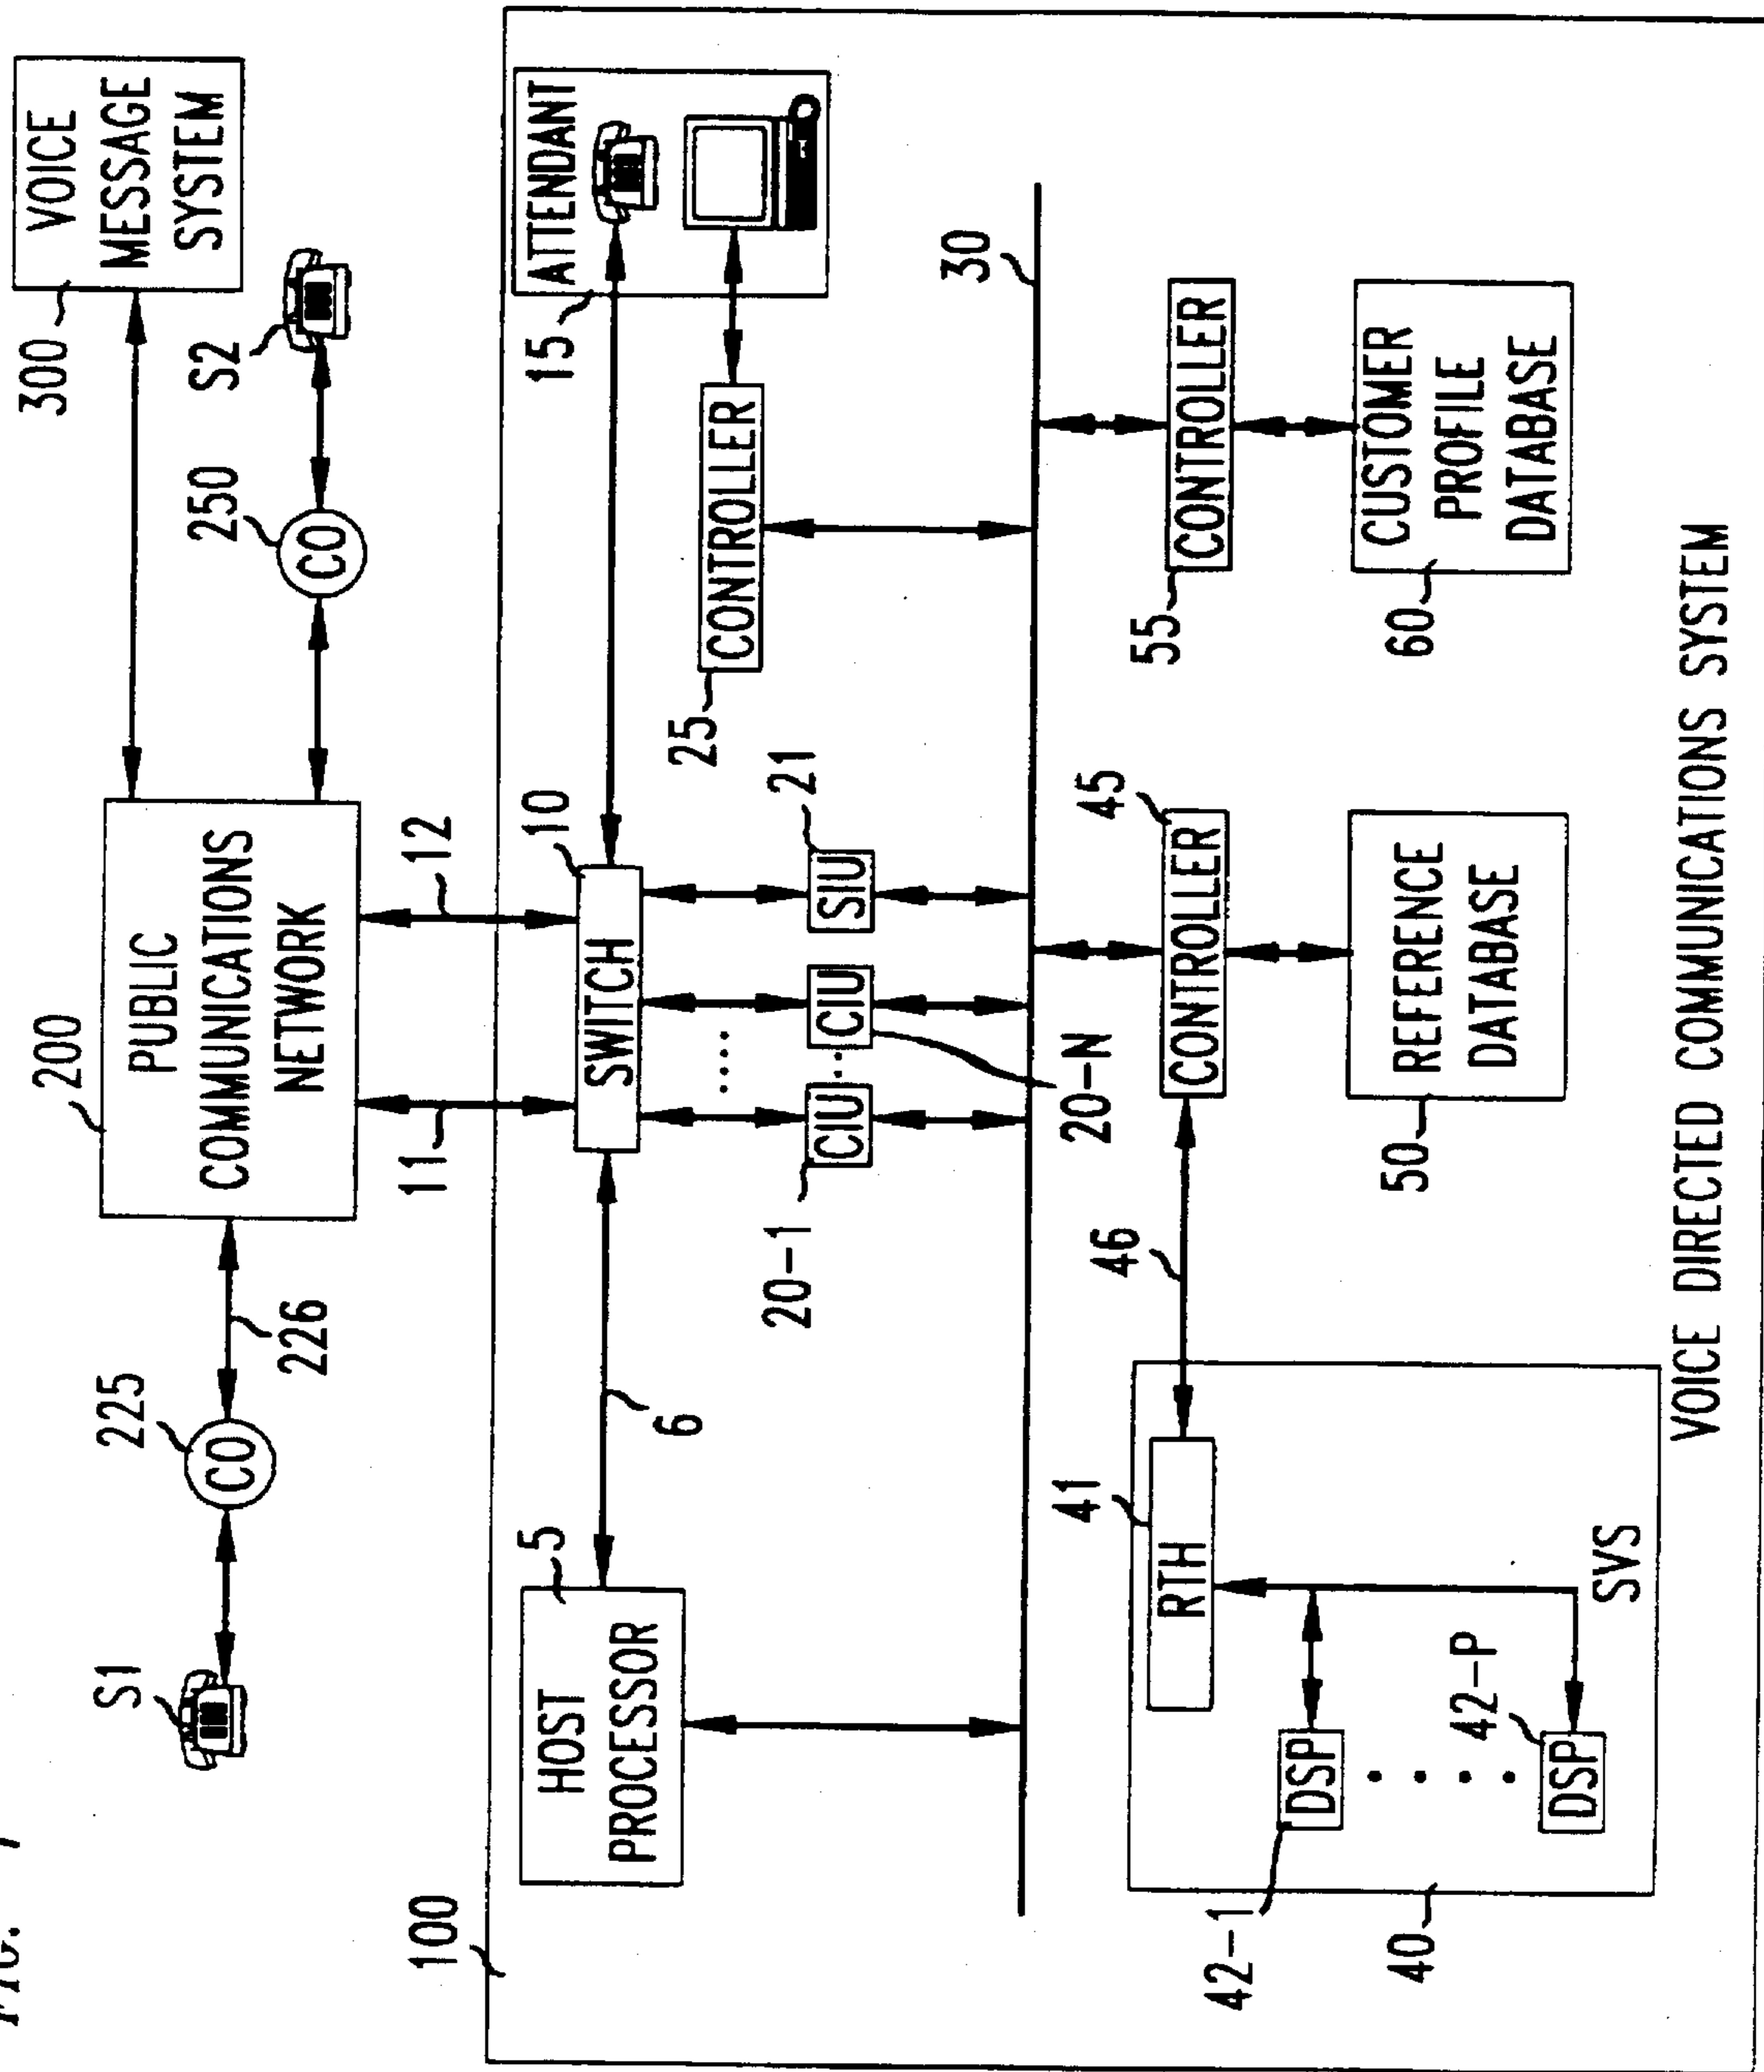 FIG. 1
S1
225
CO
226
200
PUBLIC
COMMUNICATIONS
NETWORK
300
VOICE
MESSAGE
SYSTEM
250
CO
S2
100
11
12
HOST
PROCESSOR
5
6
SWITCH
10
15
ATTENDANT
20-1
CIU
CIU
20-N
SIU
21
25
CONTROLLER
30
40
SVS
RTH
41
42-1
DSP
42-P
DSP
46
CONTROLLER
45
50
REFERENCE
DATABASE
55
CONTROLLER
60
CUSTOMER
PROFILE
DATABASE
VOICE DIRECTED COMMUNICATIONS SYSTEM